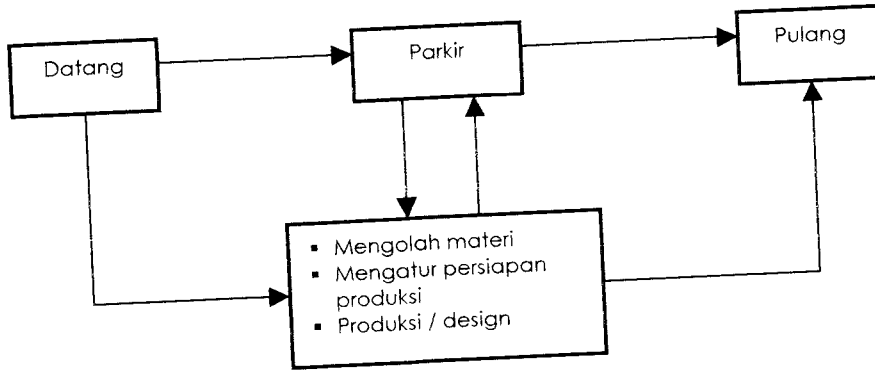 Datang
Parkir
Pulang
▪ Mengolah materi
▪ Mengatur persiapan
produksi
▪ Produksi / design